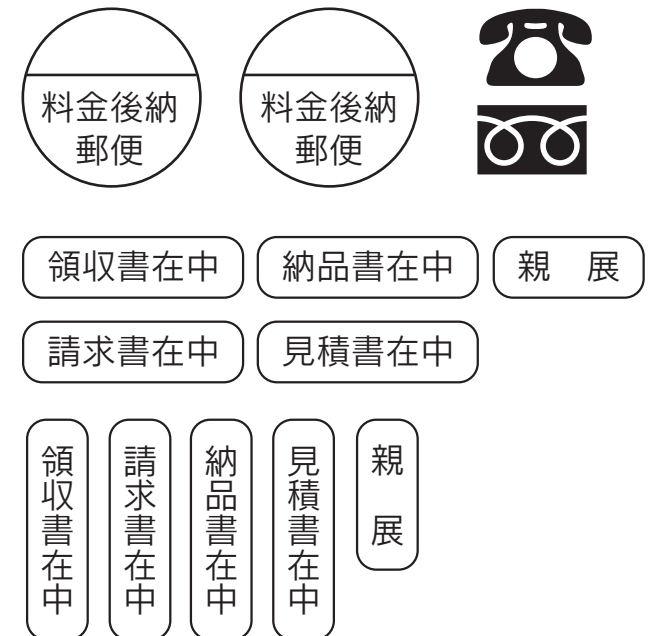 料金後納
郵便
料金後納
郵便
領収書在中
納品書在中
親　展
請求書在中
見積書在中
領収書在中
請求書在中
納品書在中
見積書在中
親　展